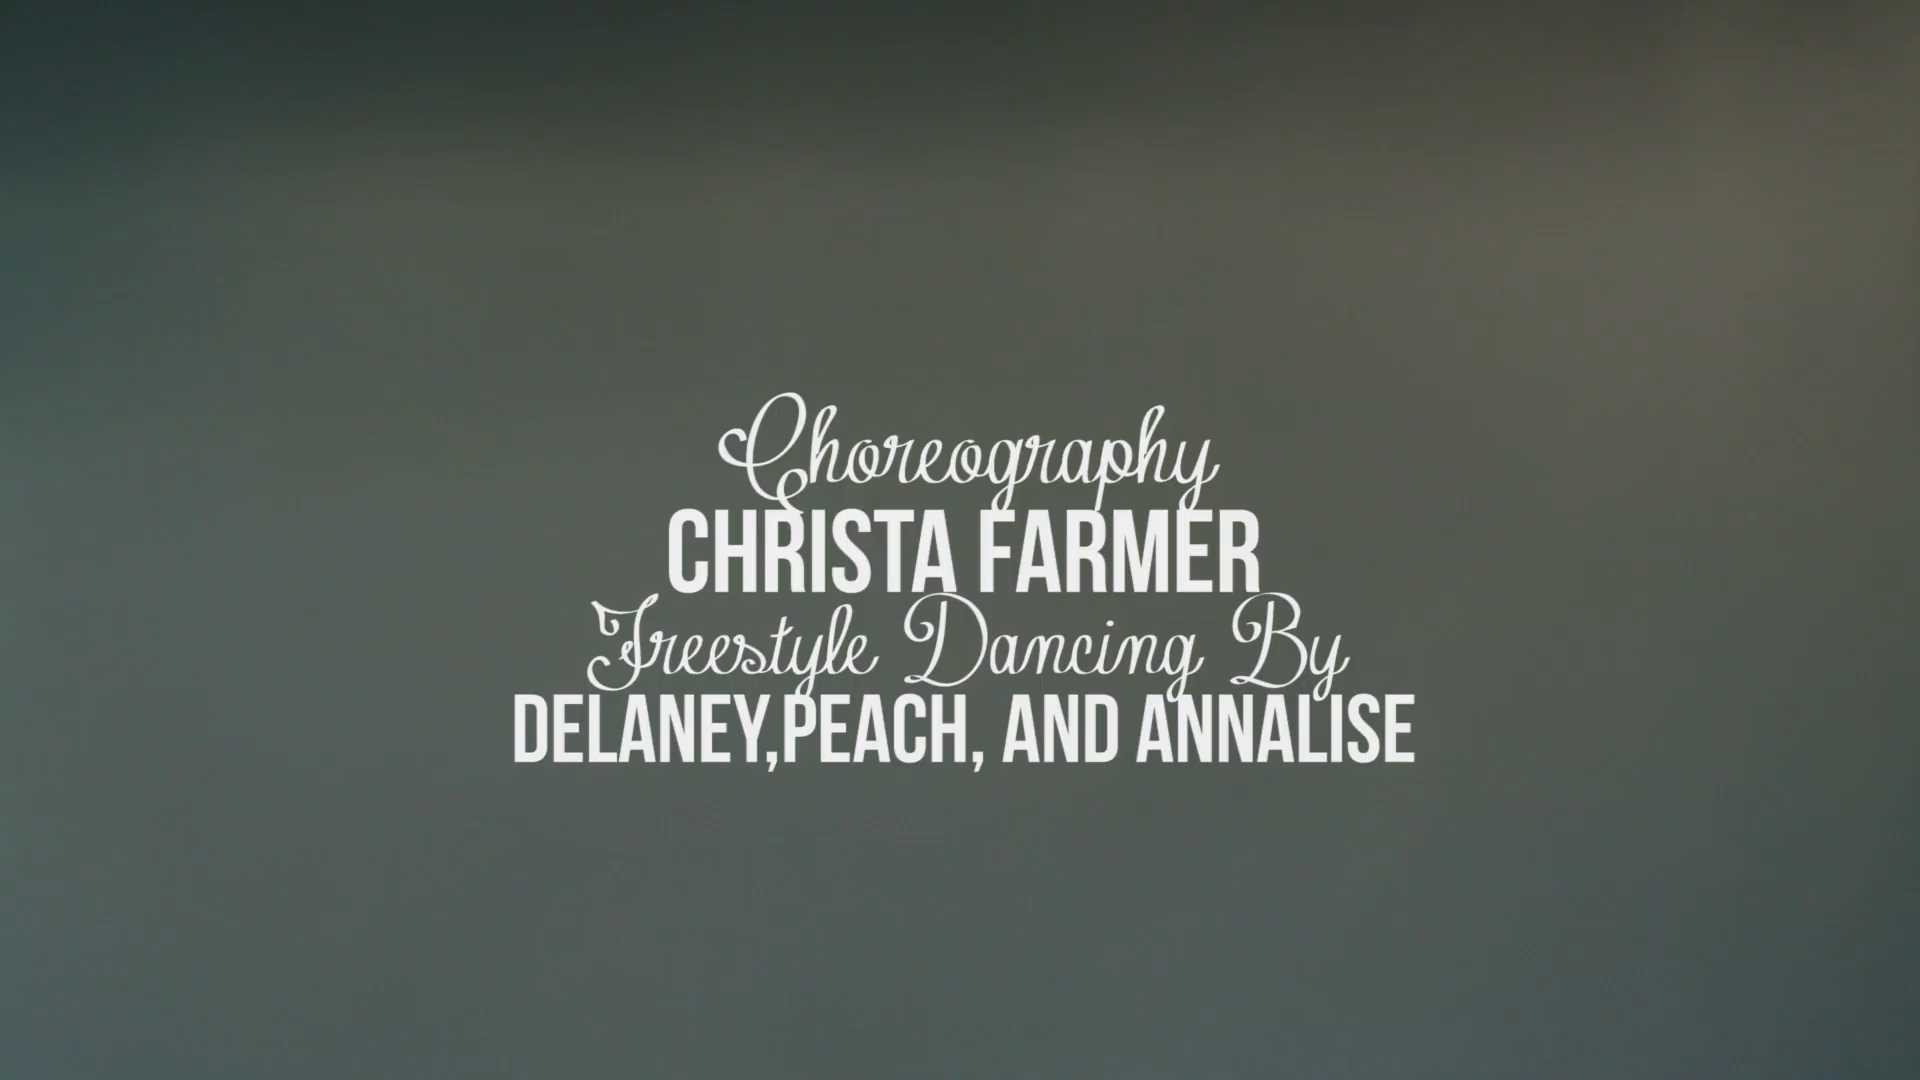 Choreography
CHRISTA FARMER
Freestyle Dancing By
DELANEY,PEACH, AND ANNALISE